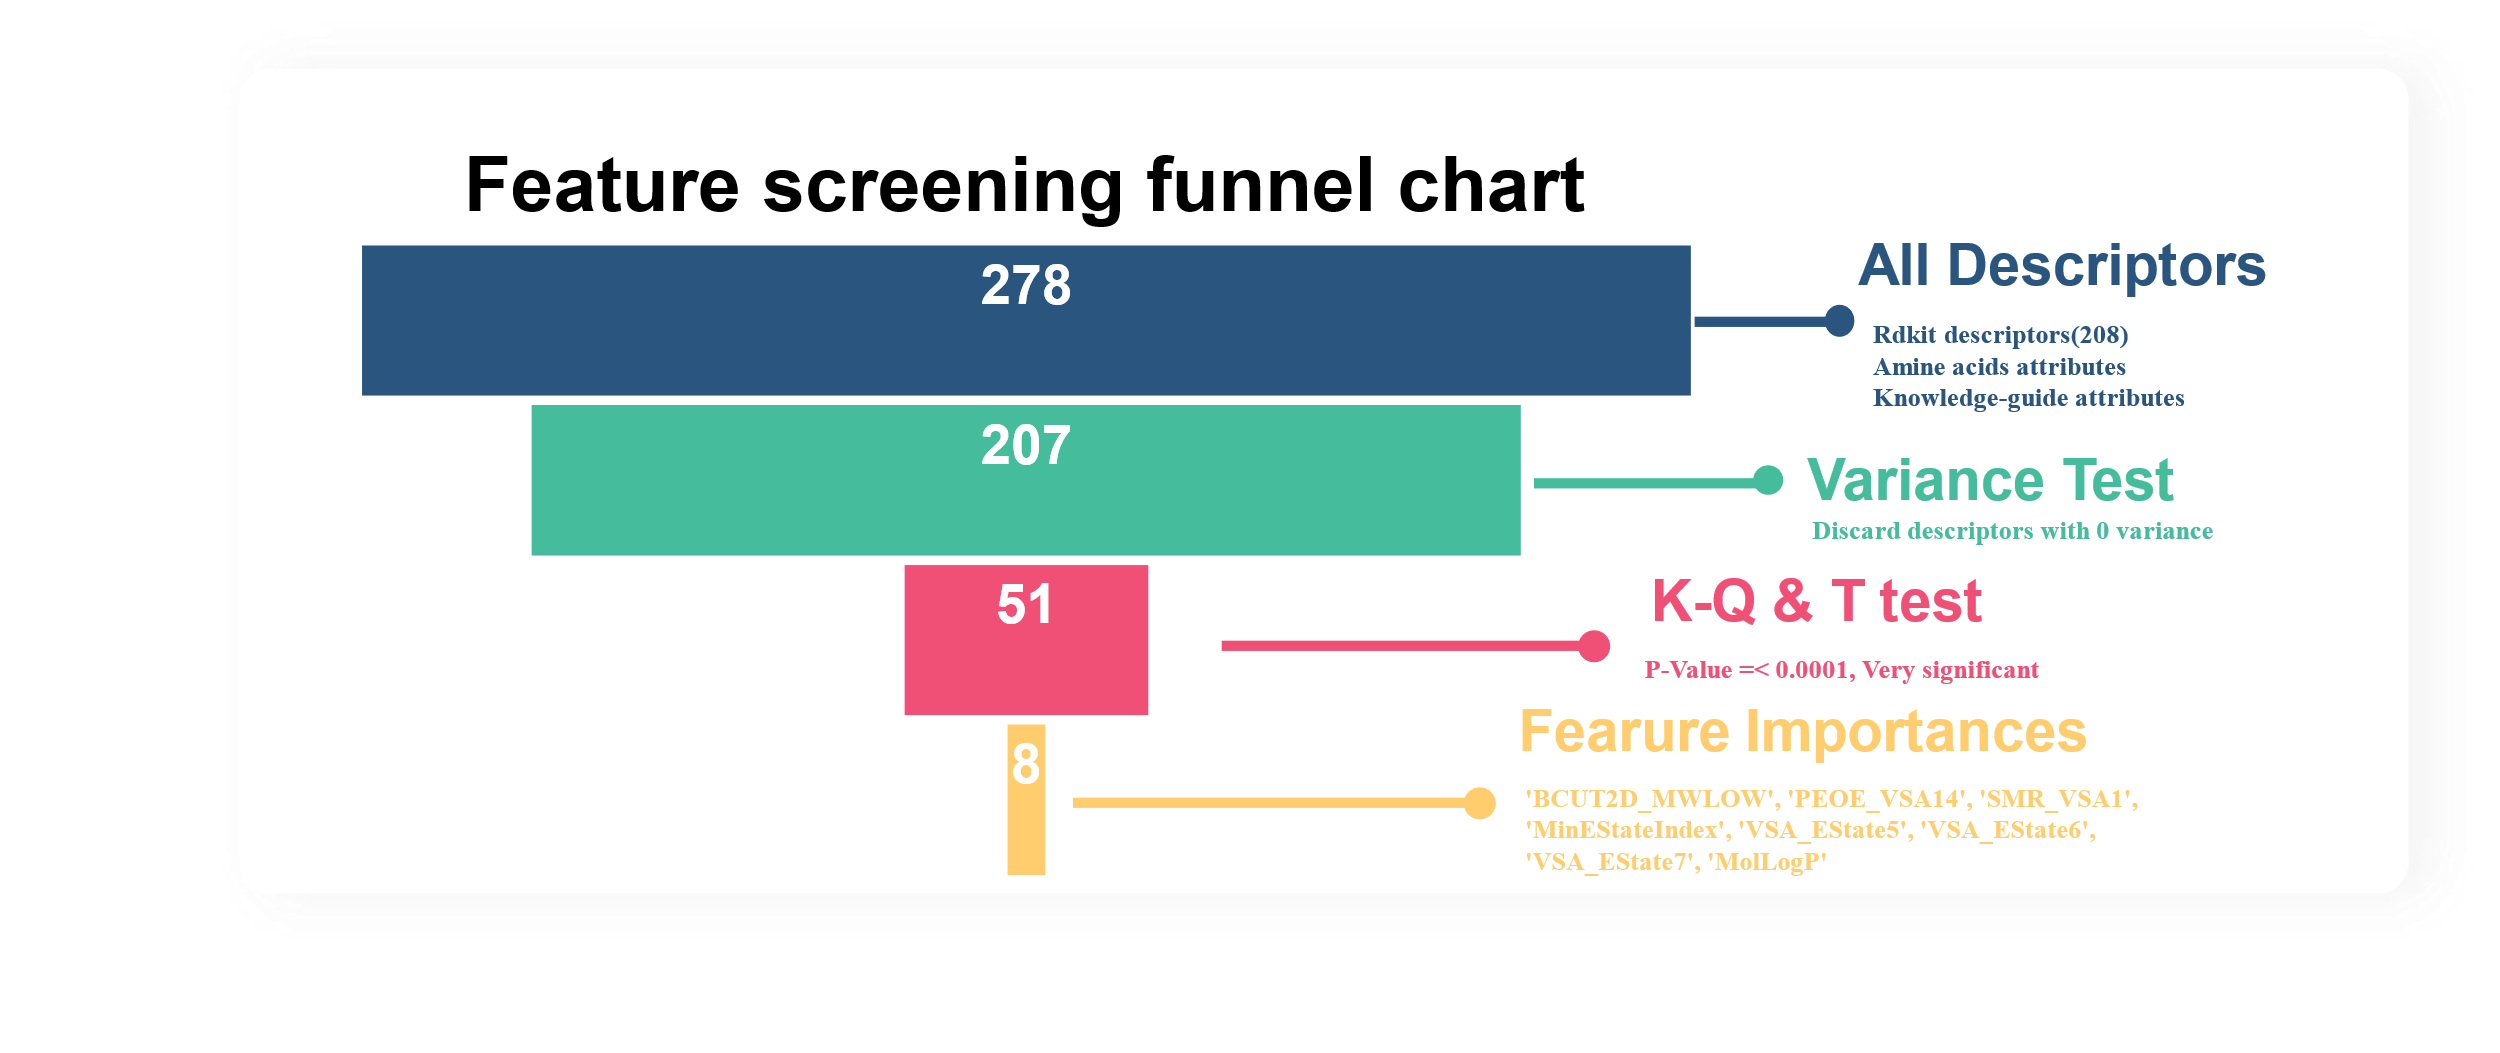 Feature screening funnel chart
278
All Descriptors
Rdkit descriptors(208)
Amine acids attributes
Knowledge-guide attributes
207
Variance Test
Discard descriptors with 0 variance
51
K-Q & T test
P-Value =< 0.0001, Very significant
8
Fearure Importances
'BCUT2D_MWLOW', 'PEOE_VSA14', 'SMR_VSA1',
'MinEStateIndex', 'VSA_EState5', 'VSA_EState6',
'VSA_EState7', 'MolLogP'